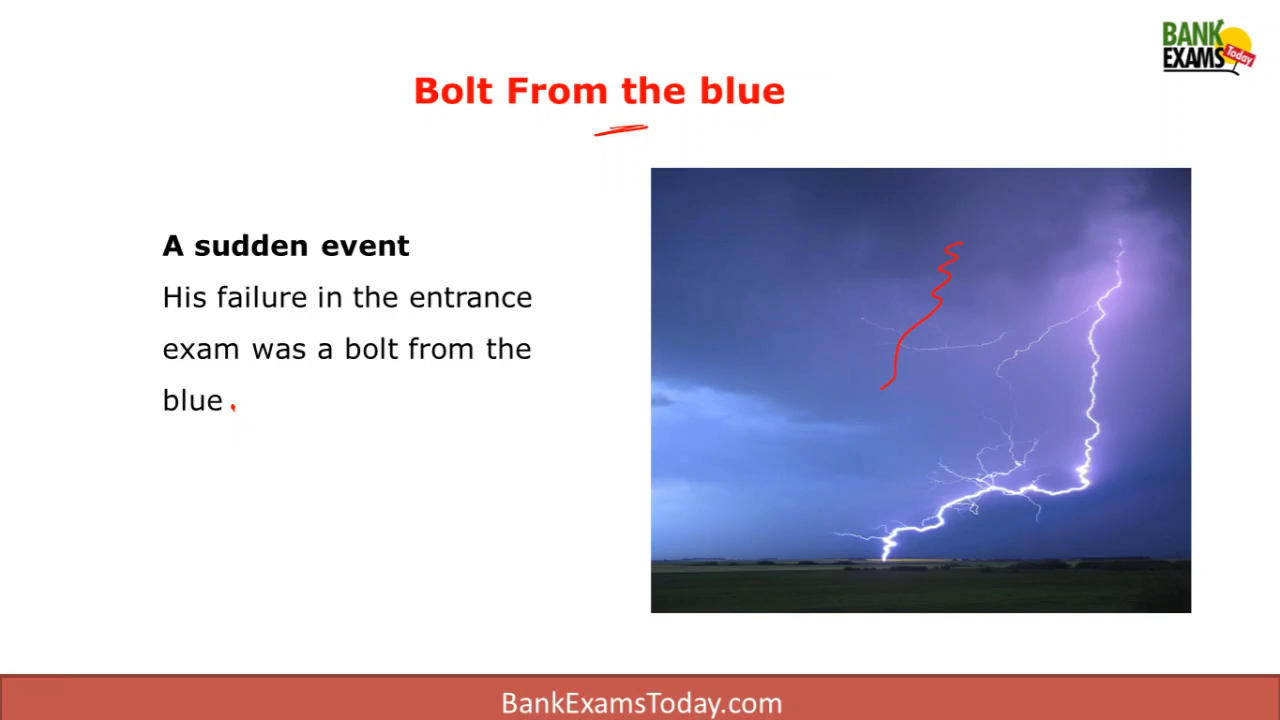 BANK
EXAMS Today
Bolt From the blue
A sudden event
His failure in the entrance
exam was a bolt from the
blue.
BankExamsToday.com